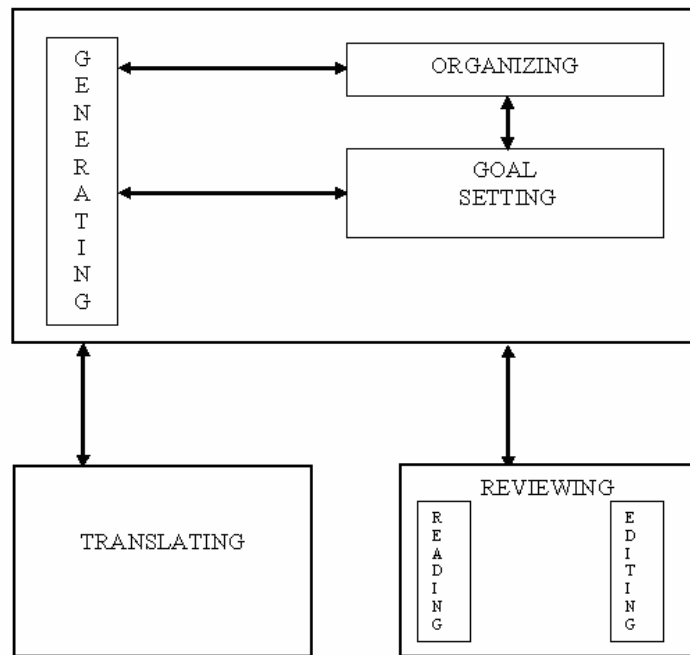 GENERATING
ORGANIZING
GOAL
SETTING
TRANSLATING
REVIEWING
READING
EDITING